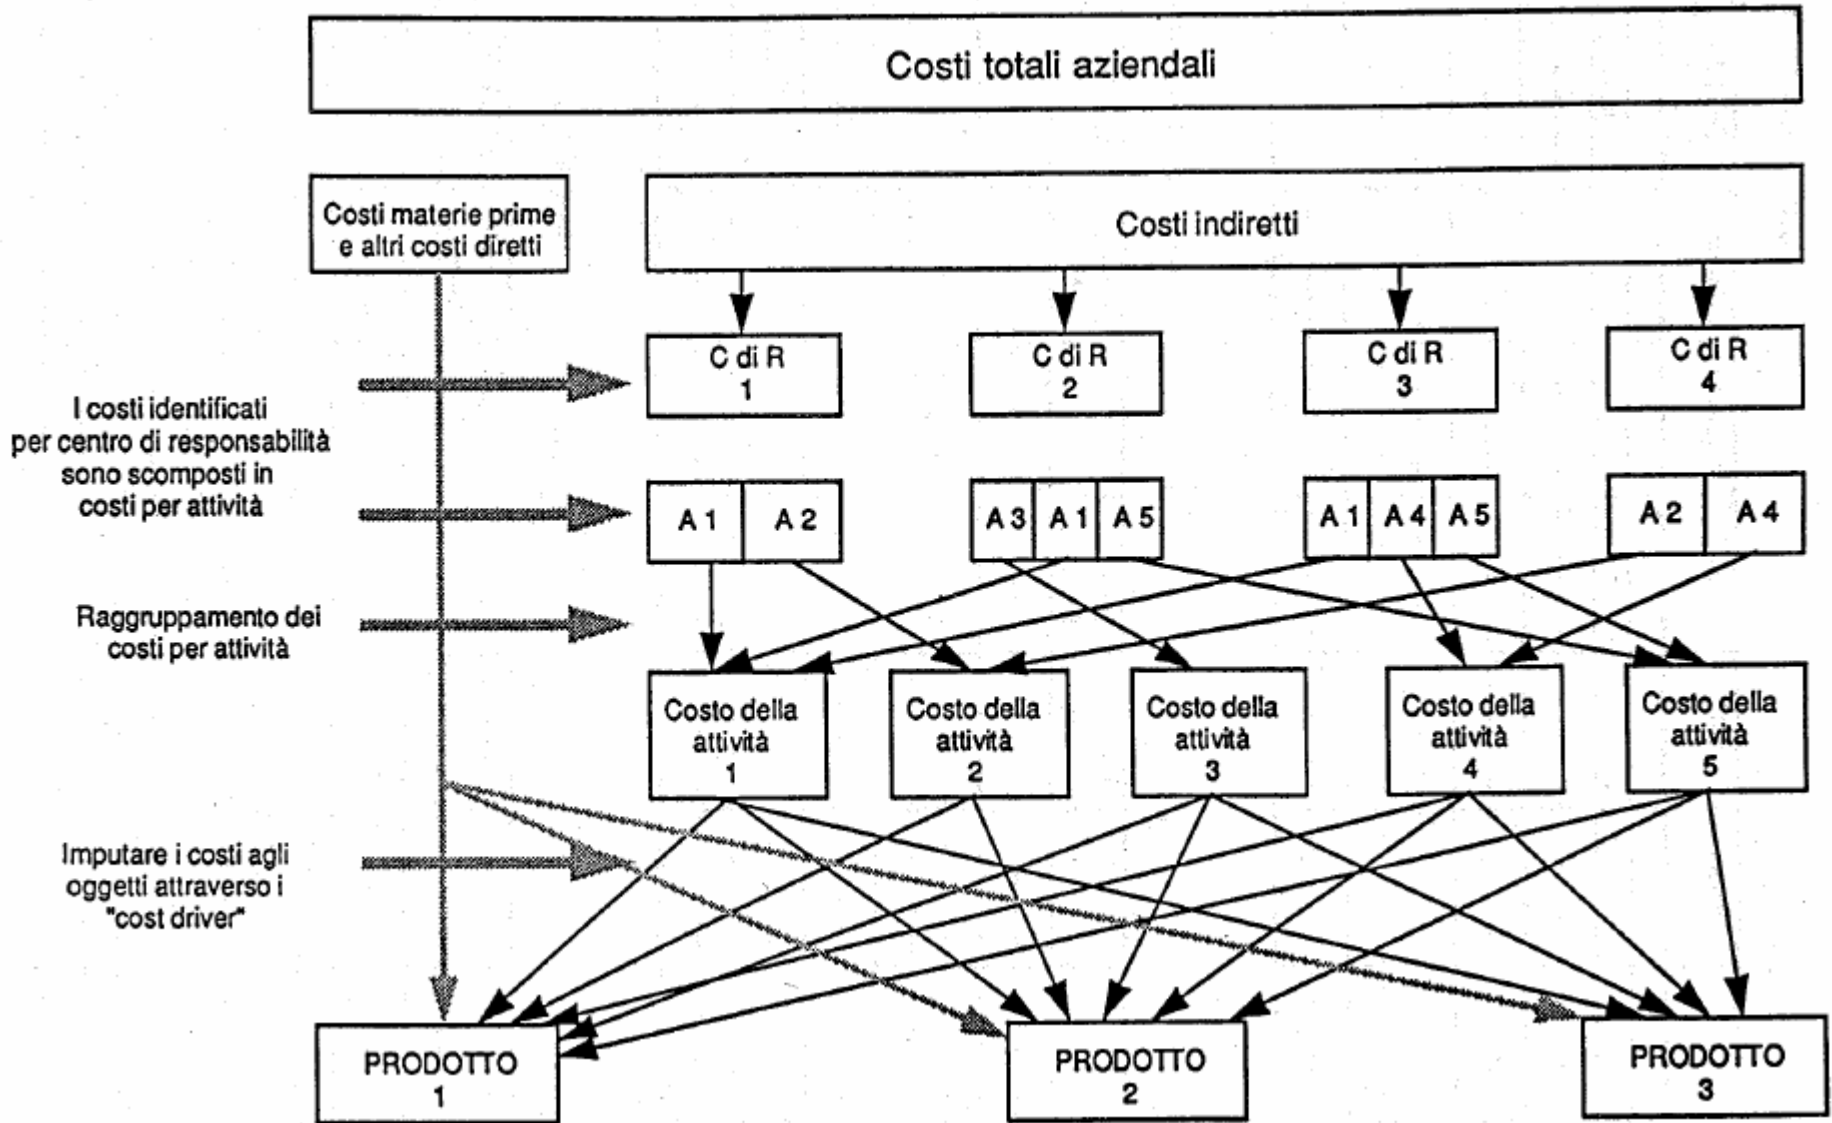 Costi totali aziendali
Costi materie prime
e altri costi diretti
Costi indiretti
C di R
1
C di R
2
C di R
3
C di R
4
I costi identificati
per centro di responsabilità
sono scomposti in
costi per attività
A 1
A 2
A 3
A 1
A 5
A 1
A 4
A 5
A 2
A 4
Raggruppamento dei
costi per attività
Costo della
attività
1
Costo della
attività
2
Costo della
attività
3
Costo della
attività
4
Costo della
attività
5
Imputare i costi agli
oggetti attraverso i
"cost driver"
PRODOTTO
1
PRODOTTO
2
PRODOTTO
3